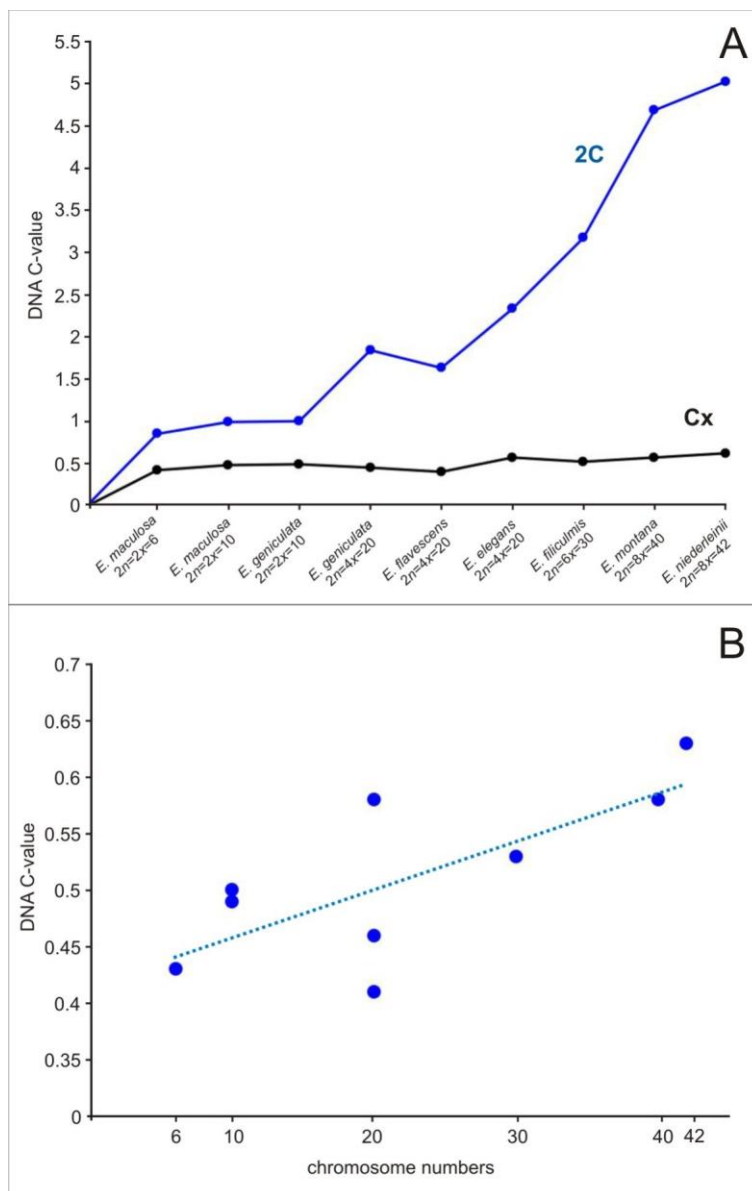 A
5.5
5
4.5
4
3.5
3
2.5
2
1.5
1
0.5
0
DNA C-value
2C
Cx
E. maculosa
2n=2x=6
E. maculosa
2n=2x=10
E. geniculata
2n=2x=10
E. geniculata
2n=4x=20
E. flavescens
2n=4x=20
E. elegans
2n=4x=20
E. filiculmis
2n=6x=30
E. montana
2n=8x=40
E. niederleinii
2n=8x=42
B
0.7
0.65
0.6
0.55
0.5
0.45
0.4
0.35
0
DNA C-value
6 10 20 30 40 42
chromosome numbers